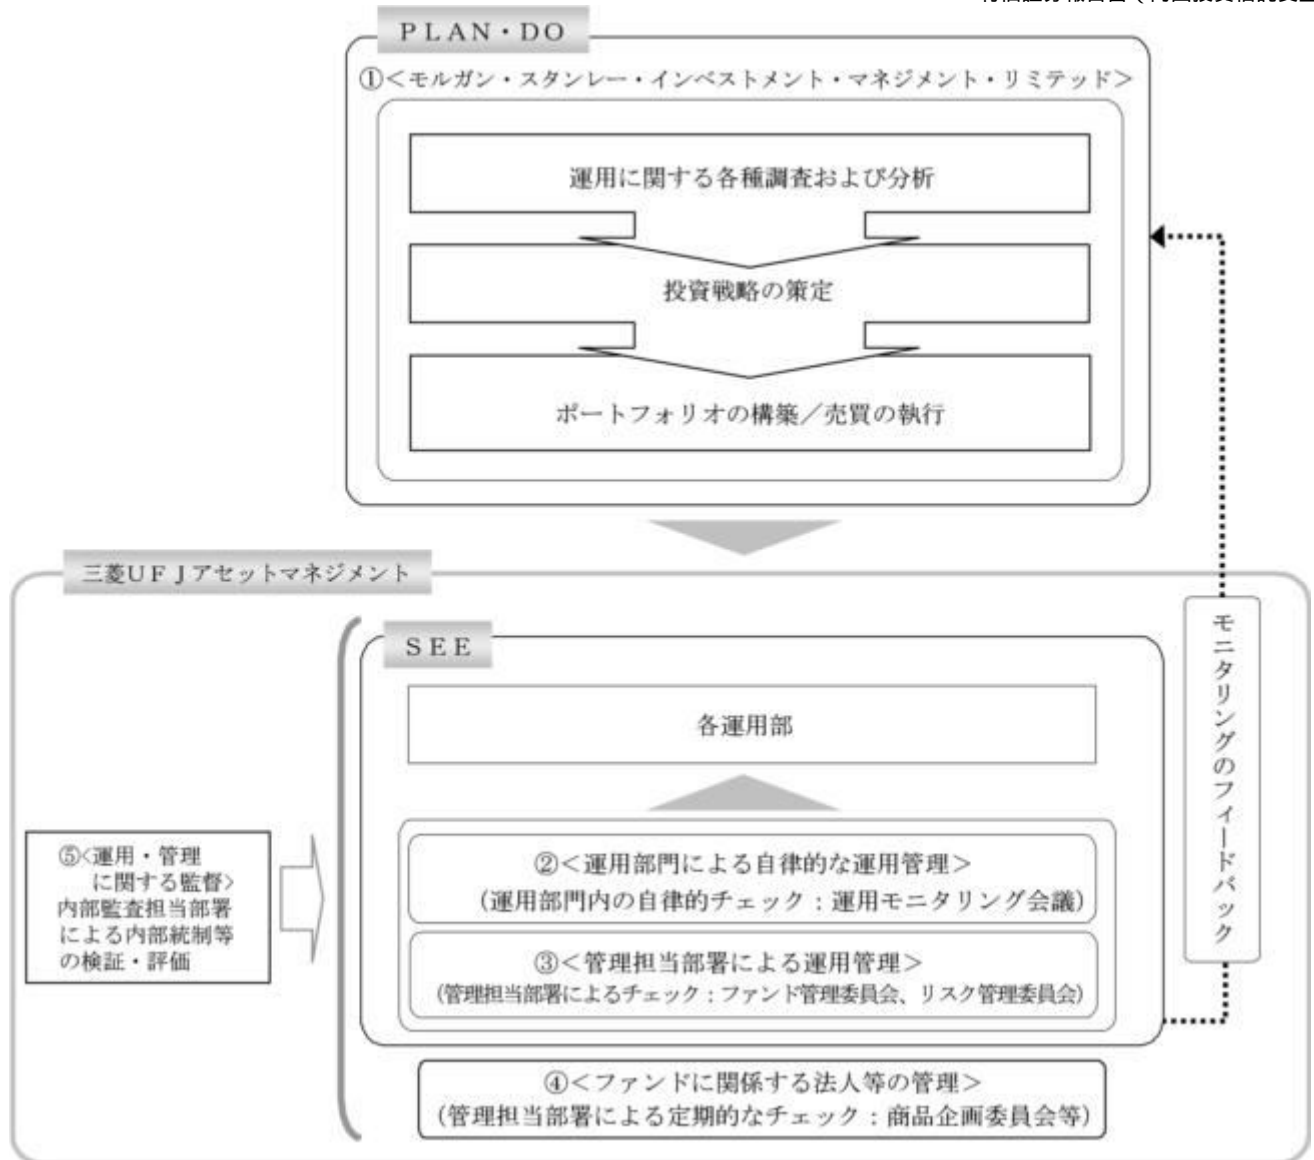 PLAN・DO
①<モルガン・スタンレー・インベストメント・マネジメント・リミテッド>
運用に関する各種調査および分析
投資戦略の策定
ポートフォリオの構築/売買の執行
三菱UFJアセットマネジメント
SEE
各運用部
②<運用部門による自律的な運用管理>
(運用部門内の自律的チェック:運用モニタリング会議)
③<管理担当部署による運用管理>
(管理担当部署によるチェック:ファンド管理委員会、リスク管理委員会)
④<ファンドに関係する法人等の管理>
(管理担当部署による定期的なチェック:商品企画委員会等)
⑤<運用・管理
に関する監督>
内部監査担当部署
による内部統制等
の検証・評価
モニタリングのフィードバック